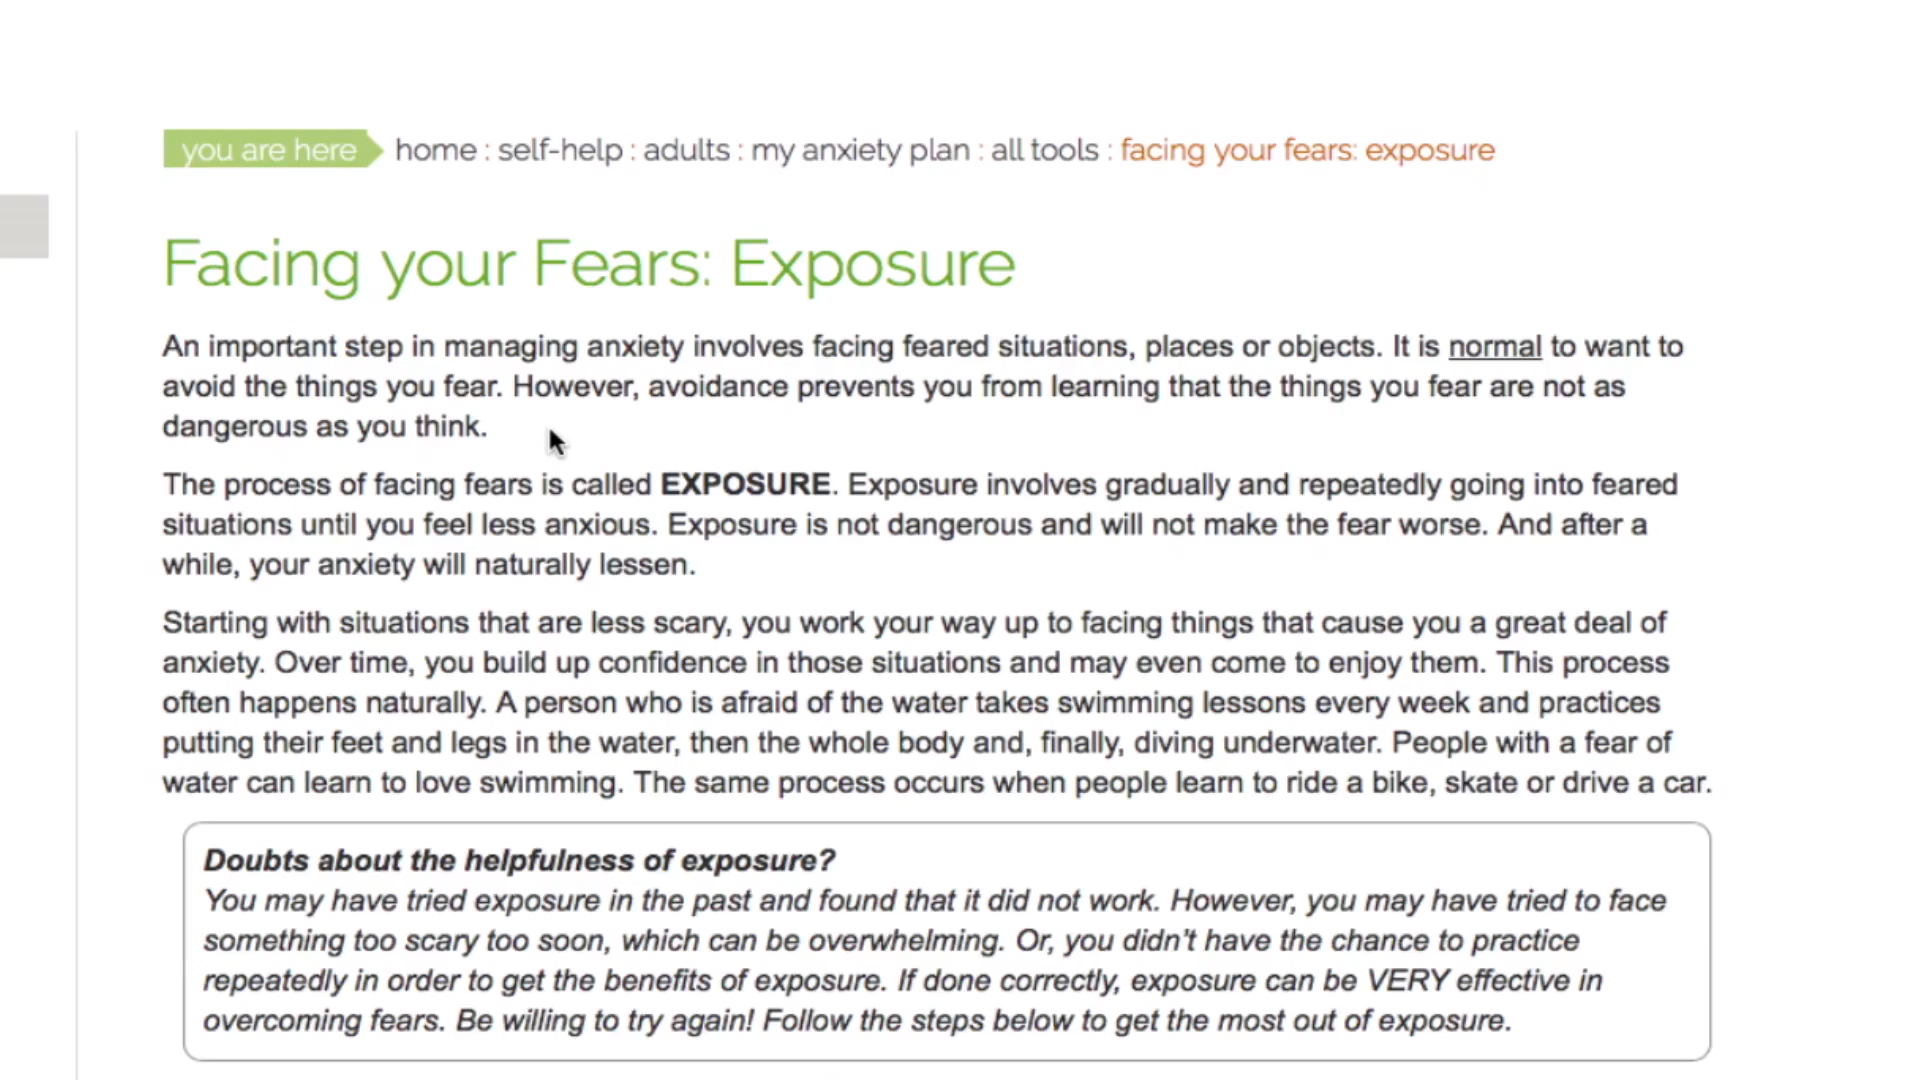 you are here home : self-help : adults : my anxiety plan : all tools : facing your fears: exposure
Facing your Fears: Exposure
An important step in managing anxiety involves facing feared situations, places or objects. It is normal to want to
avoid the things you fear. However, avoidance prevents you from learning that the things you fear are not as
dangerous as you think.
The process of facing fears is called EXPOSURE. Exposure involves gradually and repeatedly going into feared
situations until you feel less anxious. Exposure is not dangerous and will not make the fear worse. And after a
while, your anxiety will naturally lessen.
Starting with situations that are less scary, you work your way up to facing things that cause you a great deal of
anxiety. Over time, you build up confidence in those situations and may even come to enjoy them. This process
often happens naturally. A person who is afraid of the water takes swimming lessons every week and practices
putting their feet and legs in the water, then the whole body and, finally, diving underwater. People with a fear of
water can learn to love swimming. The same process occurs when people learn to ride a bike, skate or drive a car.
Doubts about the helpfulness of exposure?
You may have tried exposure in the past and found that it did not work. However, you may have tried to face
something too scary too soon, which can be overwhelming. Or, you didn't have the chance to practice
repeatedly in order to get the benefits of exposure. If done correctly, exposure can be VERY effective in
overcoming fears. Be willing to try again! Follow the steps below to get the most out of exposure.